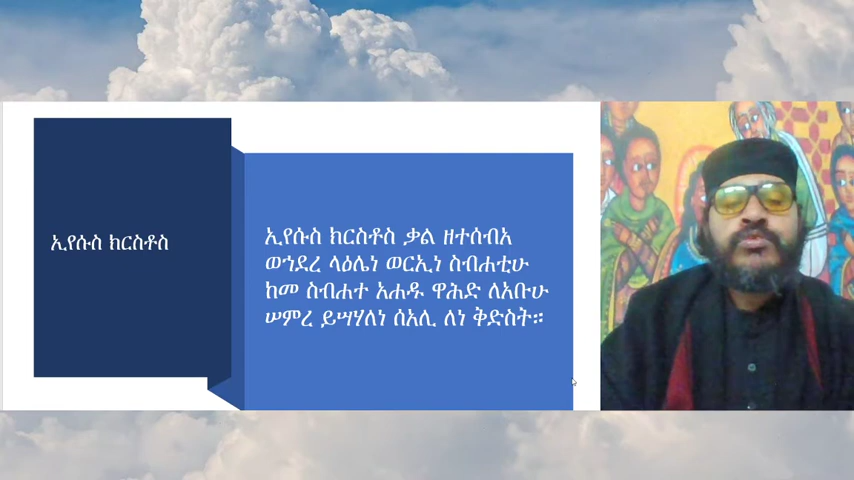 ኢየሱስ ክርስቶስ
ኢየሱስ ክርስቶስ ቃል ዘተሰብአ
ወኀደረ ላዕሌነ ወርኢነ ስብሐቲሁ
ከመ ስብሐተ አሐዱ ዋሕድ ለአቡሁ
ሠምረ ይሣሃለነ ሰአሊ ለነ ቅድስት።